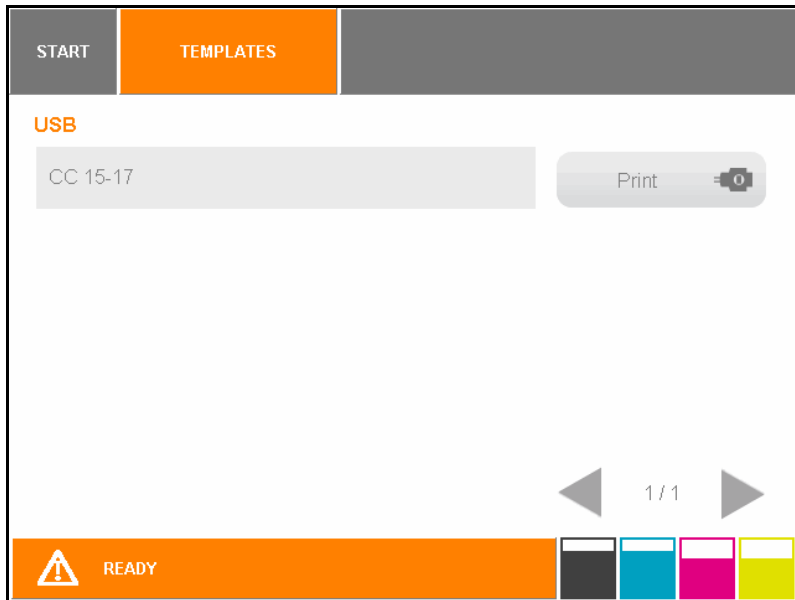 START
TEMPLATES
USB
CC 15-17
Print
1 / 1
READY